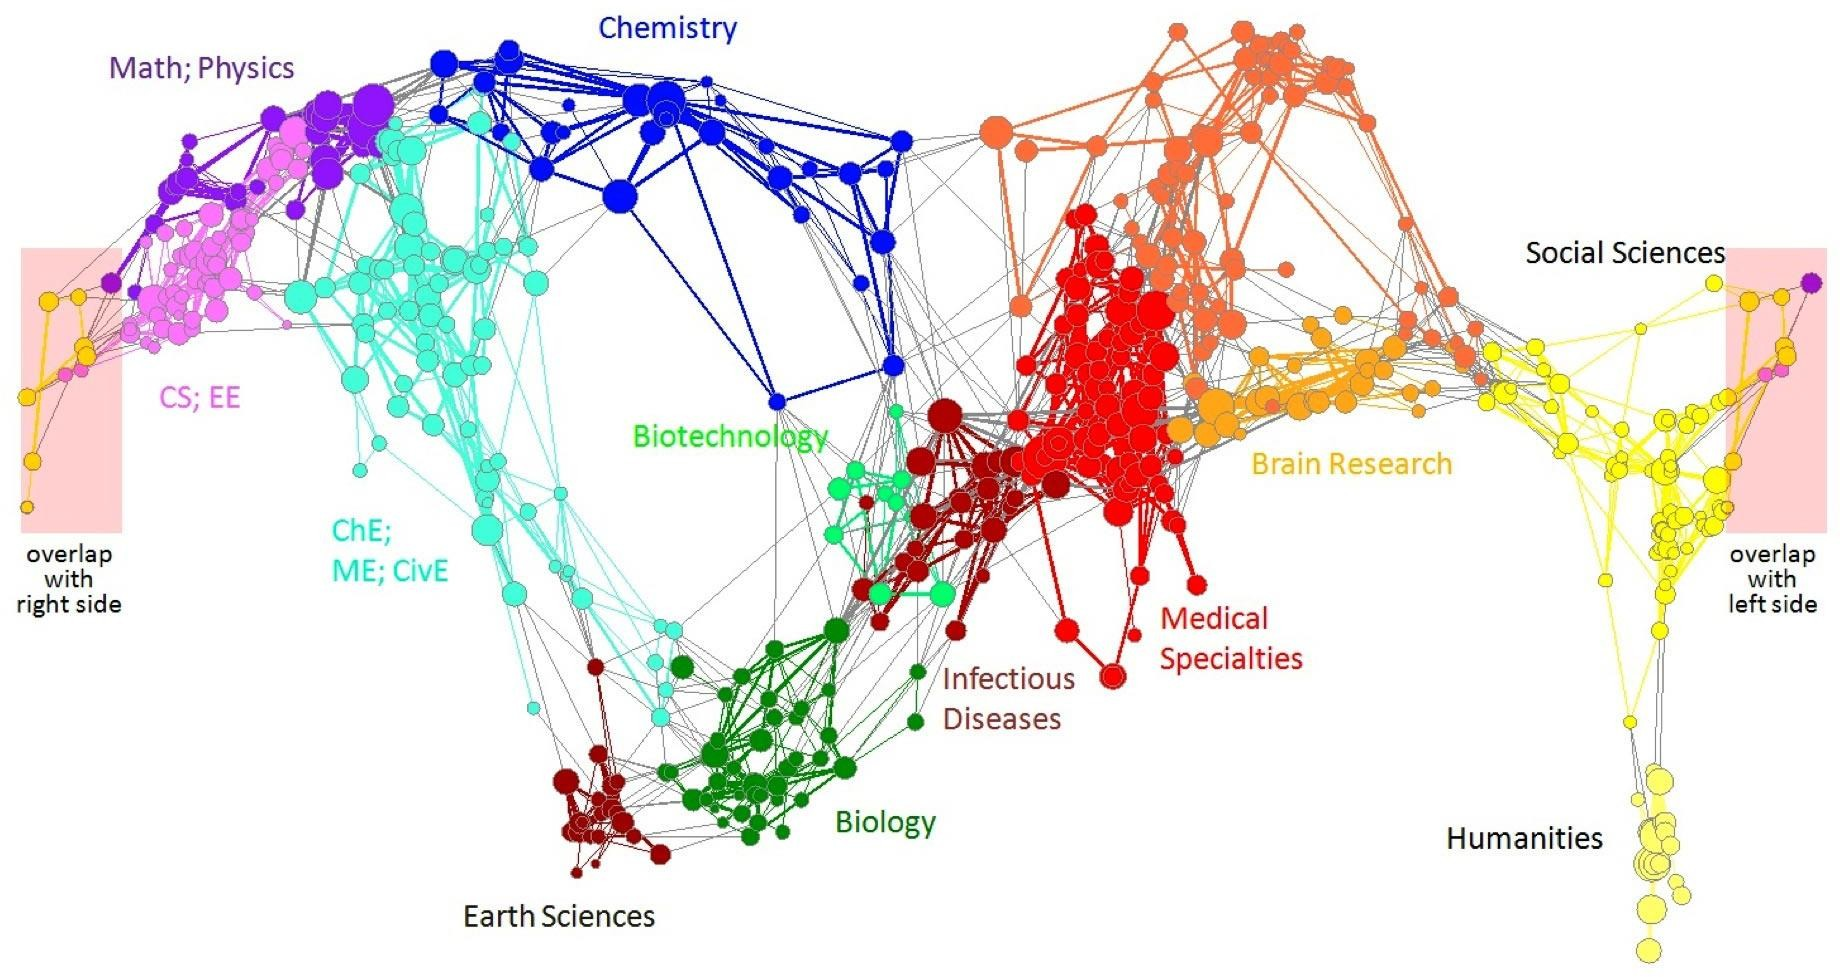 Chemistry
Math; Physics
Social Sciences
CS; EE
Biotechnology
Brain Research
ChE;
ME; CivE
overlap
with
right side
overlap
with
left side
Medical
Specialties
Infectious
Diseases
Biology
Humanities
Earth Sciences